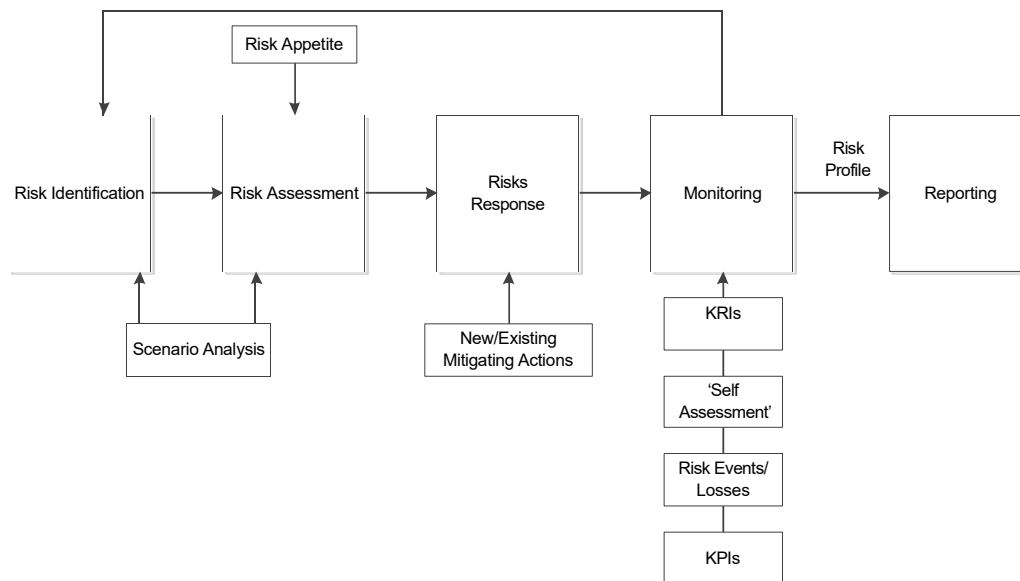 Risk Appetite
Risk Identification
Risk Assessment
Risks
Response
Monitoring
Risk
Profile
Reporting
Scenario Analysis
New/Existing
Mitigating Actions
KRIs
‘Self
Assessment’
Risk Events/
Losses
KPIs